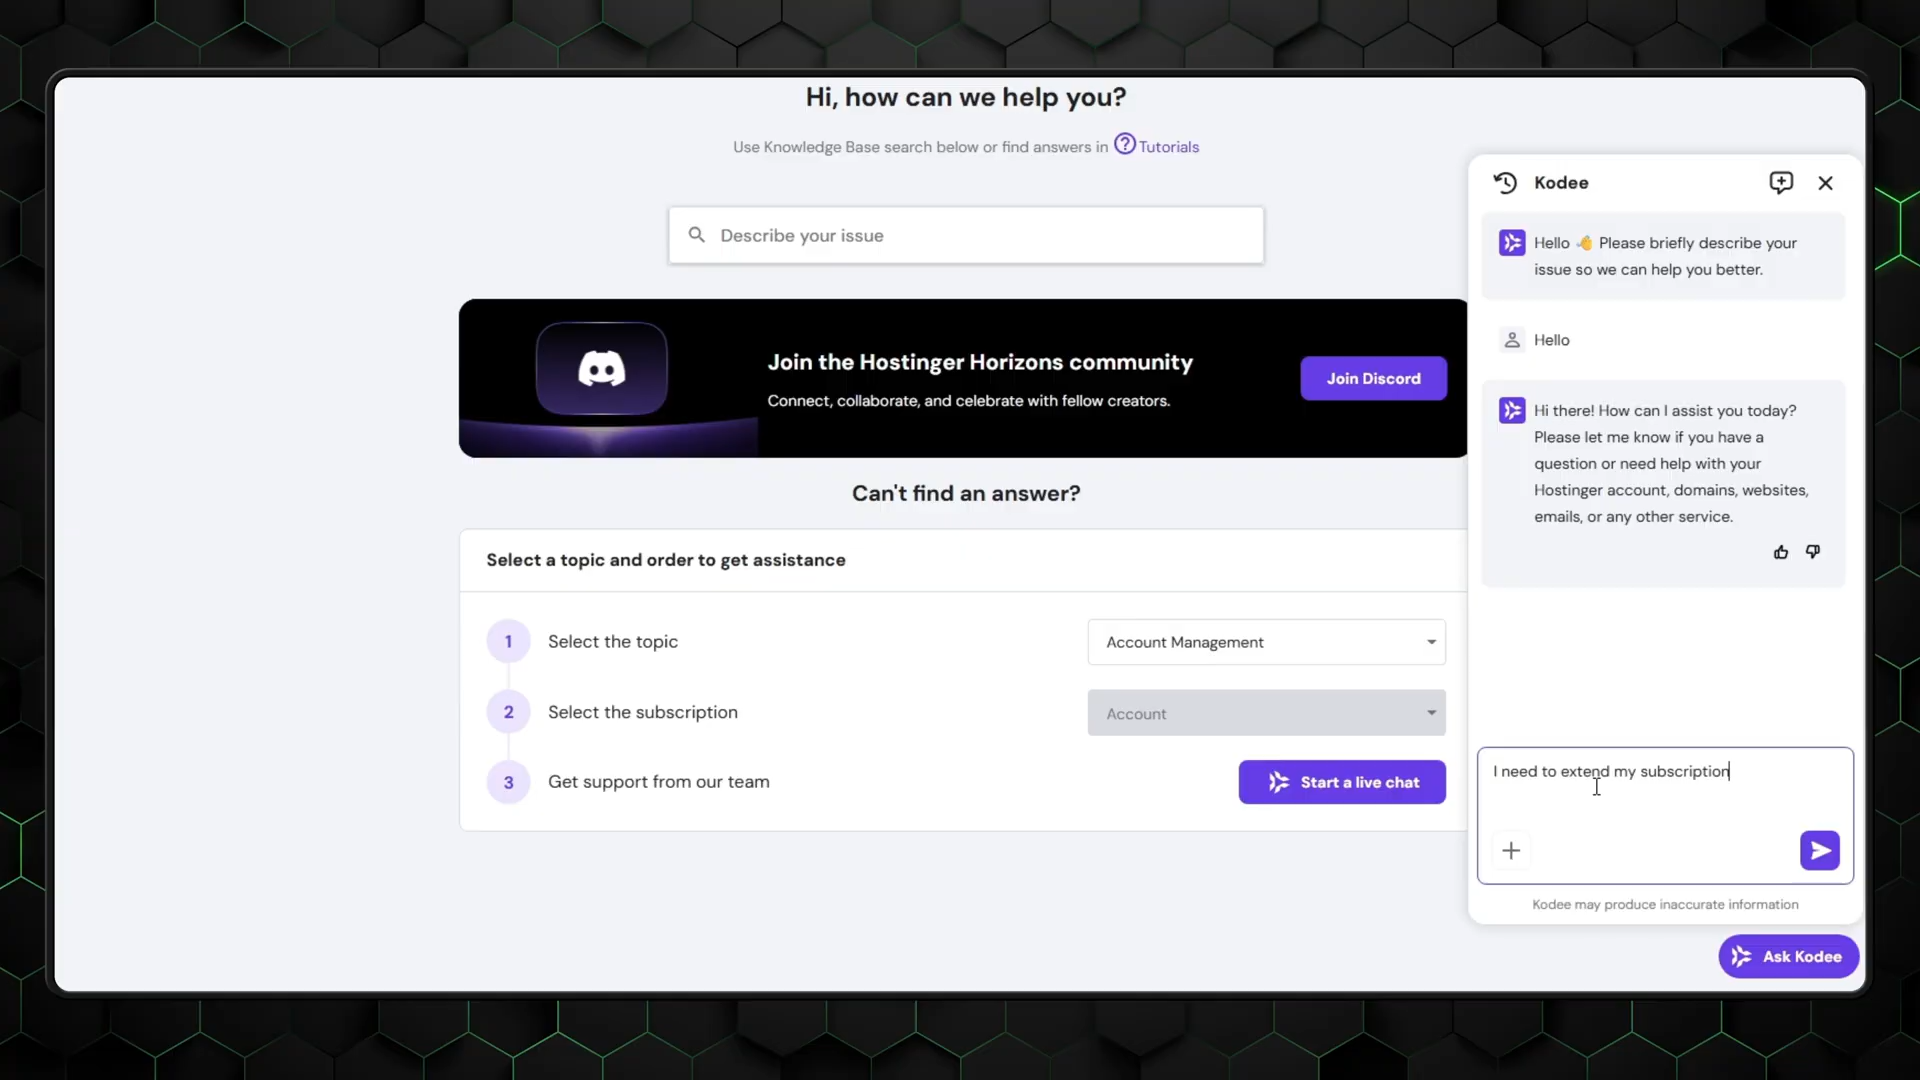 Hi, how can we help you?
Use Knowledge Base search below or find answers in ? Tutorials
Describe your issue
Join the Hostinger Horizons community
Connect, collaborate, and celebrate with fellow creators.
Join Discord
Can't find an answer?
Select a topic and order to get assistance
1 Select the topic
Account Management
2 Select the subscription
Account
3 Get support from our team
Start a live chat
Kodee
Hello 👋 Please briefly describe your
issue so we can help you better.
Hello
Hi there! How can I assist you today?
Please let me know if you have a
question or need help with your
Hostinger account, domains, websites,
emails, or any other service.
I need to extend my subscription
Kodee may produce inaccurate information
Ask Kodee